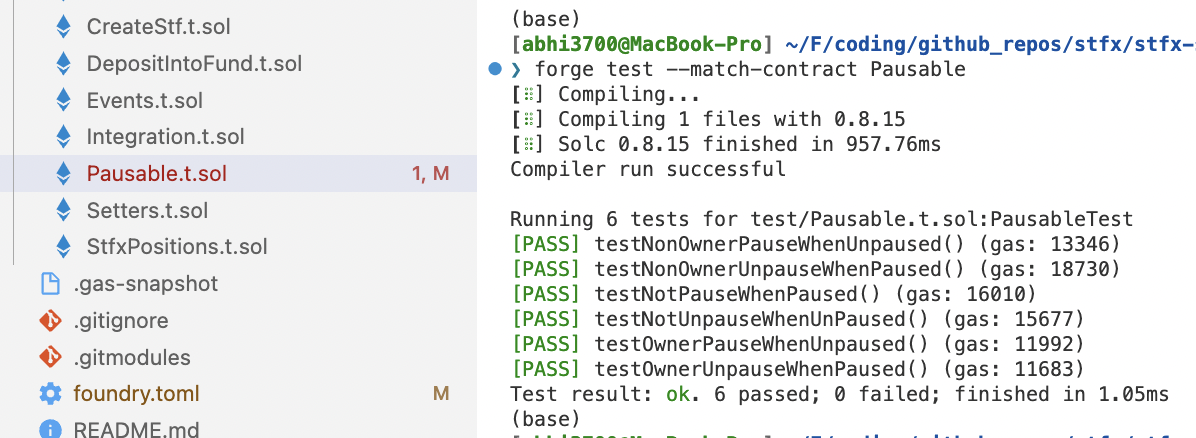 CreateStf.t.sol
DepositIntoFund.t.sol
Events.t.sol
Integration.t.sol
Pausable.t.sol 1, M
Setters.t.sol
StfxPositions.t.sol
.gas-snapshot
.gitignore
.gitmodules
foundry.toml M
README.md
(base)
[abhi3700@MacBook-Pro] ~/F/coding/github_repos/stfx/stfx-
❯ forge test --match-contract Pausable
[⠿] Compiling...
[⠿] Compiling 1 files with 0.8.15
[⠿] Solc 0.8.15 finished in 957.76ms
Compiler run successful
Running 6 tests for test/Pausable.t.sol:PausableTest
[PASS] testNonOwnerPauseWhenUnpaused() (gas: 13346)
[PASS] testNonOwnerUnpauseWhenPaused() (gas: 18730)
[PASS] testNotPauseWhenPaused() (gas: 16010)
[PASS] testNotUnpauseWhenUnPaused() (gas: 15677)
[PASS] testOwnerPauseWhenUnpaused() (gas: 11992)
[PASS] testOwnerUnpauseWhenPaused() (gas: 11683)
Test result: ok. 6 passed; 0 failed; finished in 1.05ms
(base)